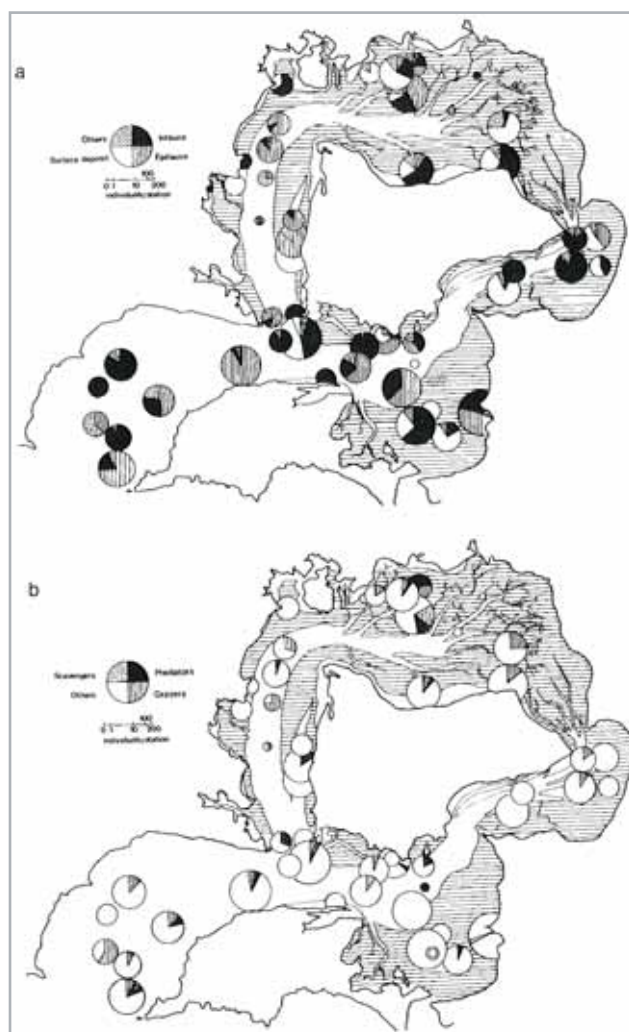 a
Others Infauna
Surface deposit Epifauna
100
0 1 10 200
individuals/station
b
Scavengers Predators
Others Grazers
100
0 1 10 200
individuals/station